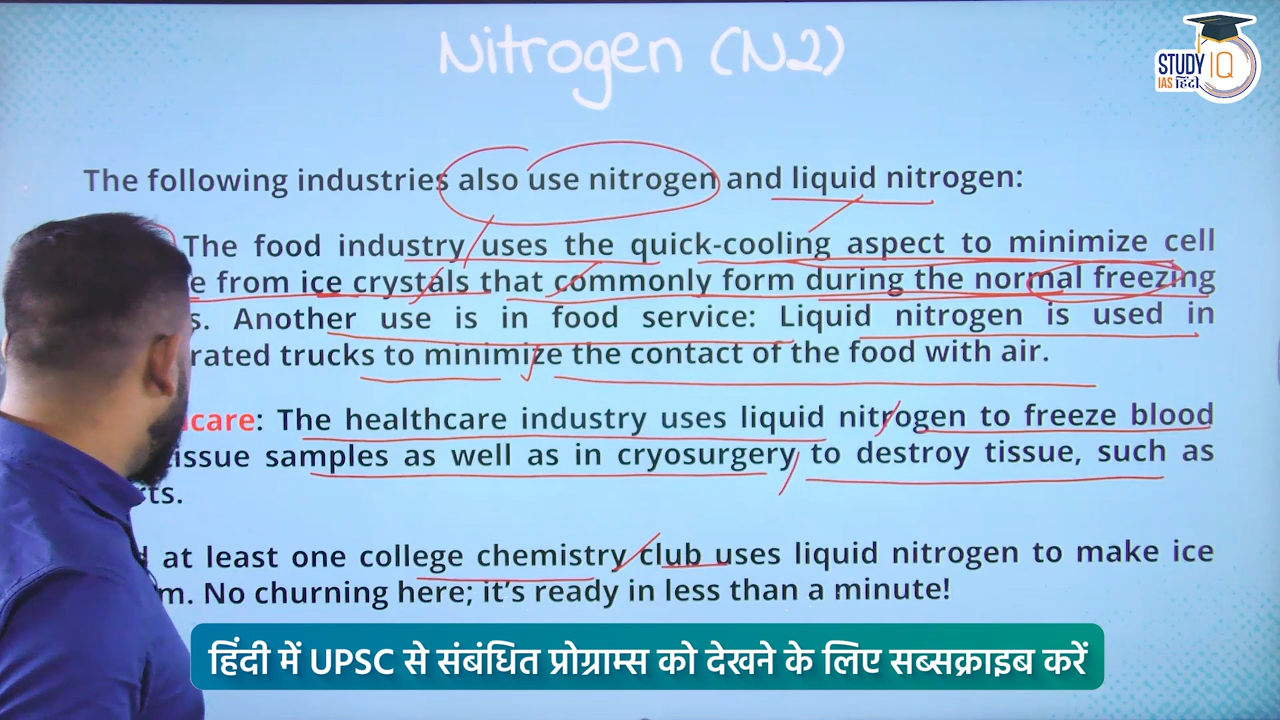 Nitrogen (N2)
STUDY IQ
IAS हिंदी
The following industries also use nitrogen and liquid nitrogen:
The food industry uses the quick-cooling aspect to minimize cell
from ice crystals that commonly form during the normal freezing
Another use is in food service: Liquid nitrogen is used in
trucks to minimize the contact of the food with air.
care: The healthcare industry uses liquid nitrogen to freeze blood
tissue samples as well as in cryosurgery to destroy tissue, such as
at least one college chemistry club uses liquid nitrogen to make ice
No churning here; it's ready in less than a minute!
हिंदी में UPSC से संबंधित प्रोग्राम्स को देखने के लिए सब्सक्राइब करें